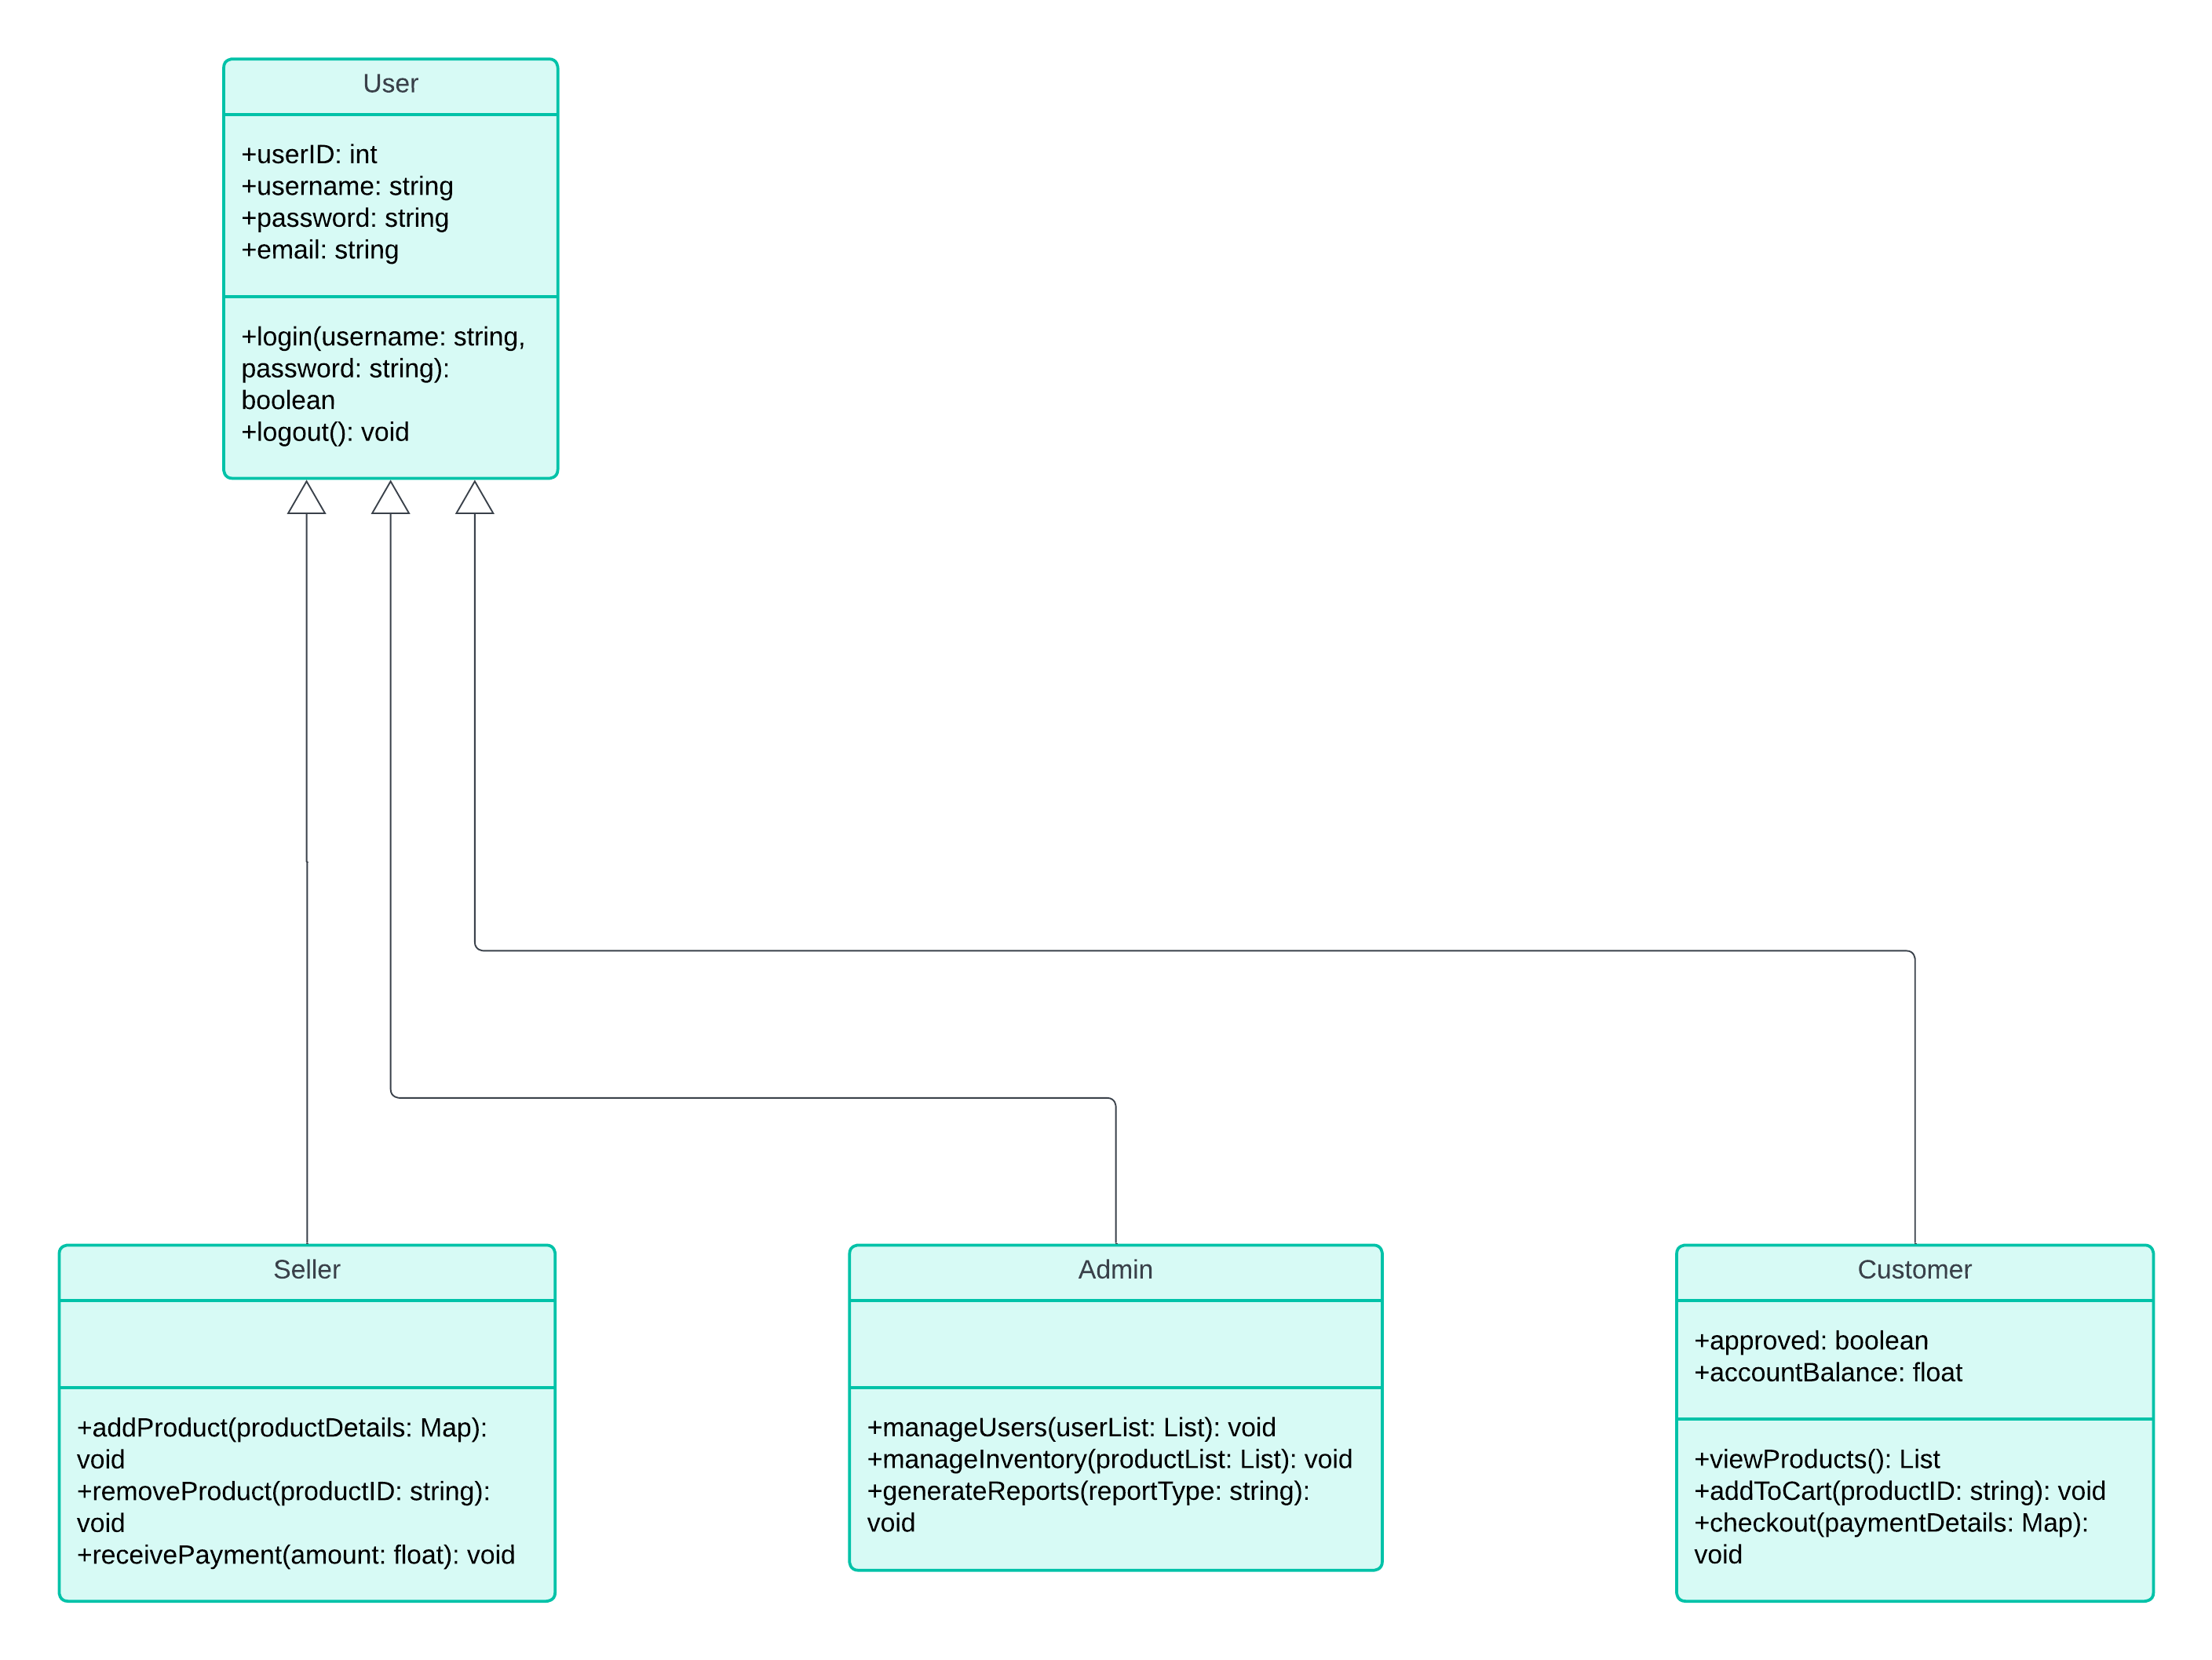 User
+userID: int
+username: string
+password: string
+email: string
+login(username: string,
password: string):
boolean
+logout(): void
Seller
+addProduct(productDetails: Map):
void
+removeProduct(productID: string):
void
+receivePayment(amount: float): void
Admin
+manageUsers(userList: List): void
+manageInventory(productList: List): void
+generateReports(reportType: string):
void
Customer
+approved: boolean
+accountBalance: float
+viewProducts(): List
+addToCart(productID: string): void
+checkout(paymentDetails: Map):
void